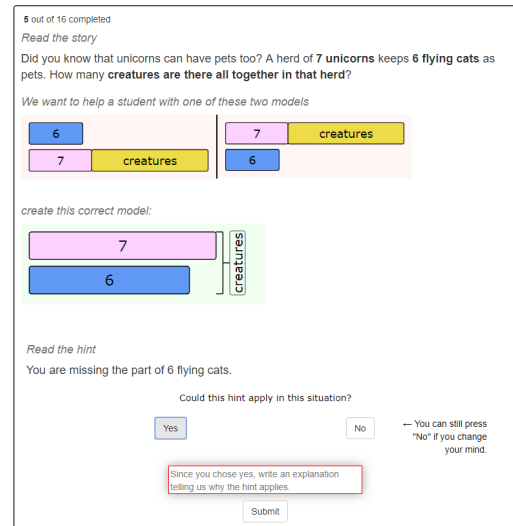 5 out of 16 completed
Read the story
Did you know that unicorns can have pets too? A herd of 7 unicorns keeps 6 flying cats as
pets. How many creatures are there all together in that herd?
We want to help a student with one of these two models
6
7 creatures
7 creatures
6
create this correct model:
7
6
creatures
Read the hint
You are missing the part of 6 flying cats.
Could this hint apply in this situation?
Yes
No
← You can still press
"No" if you change
your mind.
Since you chose yes, write an explanation
telling us why the hint applies.
Submit